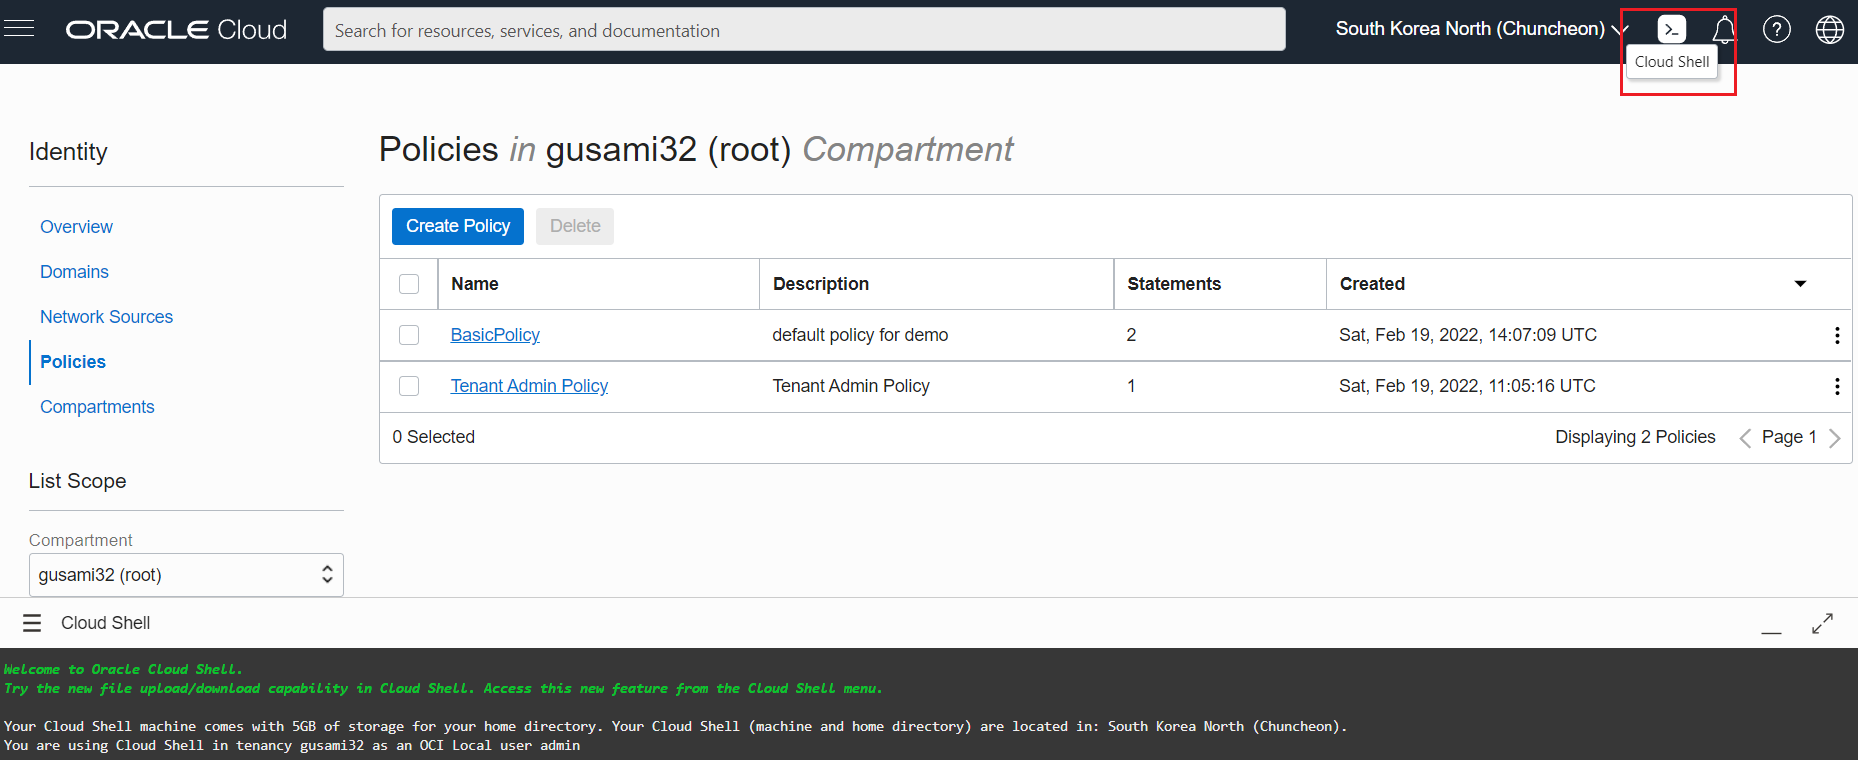 ORACLE Cloud
Search for resources, services, and documentation
South Korea North (Chuncheon)
Cloud Shell
Identity
Overview
Domains
Network Sources
Policies
Compartments
List Scope
Compartment
gusami32 (root)
Policies in gusami32 (root) Compartment
Create Policy Delete
Name Description Statements Created
BasicPolicy default policy for demo 2 Sat, Feb 19, 2022, 14:07:09 UTC
Tenant Admin Policy Tenant Admin Policy 1 Sat, Feb 19, 2022, 11:05:16 UTC
0 Selected Displaying 2 Policies Page 1
Cloud Shell
Welcome to Oracle Cloud Shell.
Try the new file upload/download capability in Cloud Shell. Access this new feature from the Cloud Shell menu.
Your Cloud Shell machine comes with 5GB of storage for your home directory. Your Cloud Shell (machine and home directory) are located in: South Korea North (Chuncheon).
You are using Cloud Shell in tenancy gusami32 as an OCI Local user admin